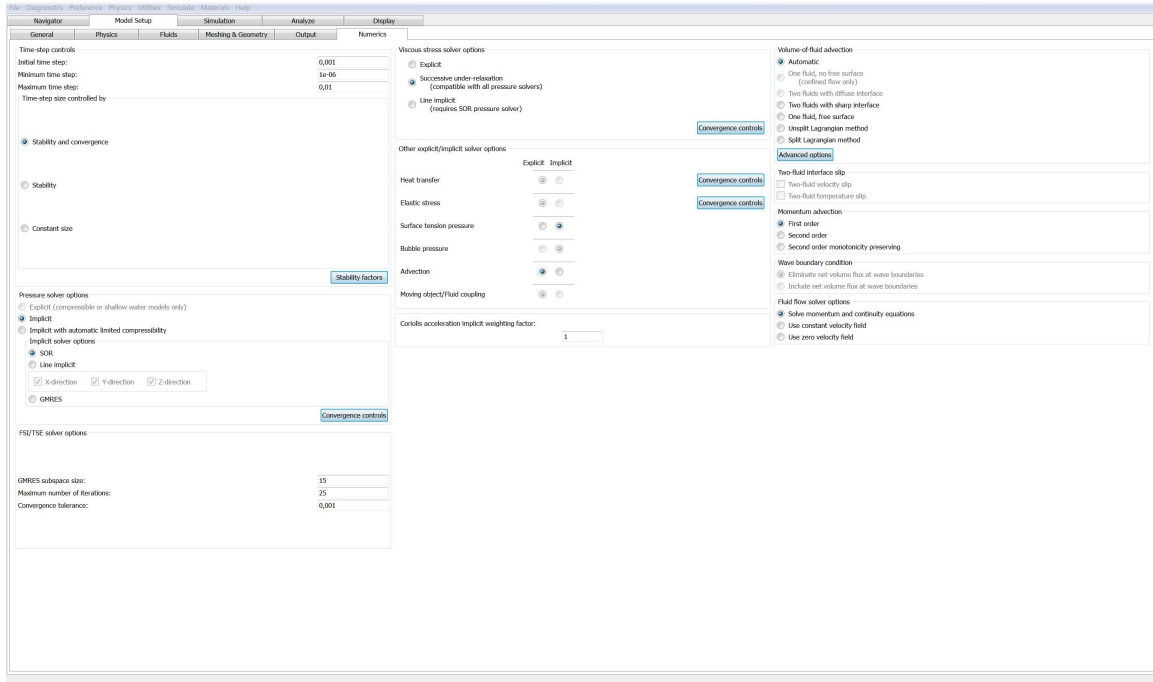 File Diagnostics Preference Physics Utilities Simulate Materials Help
Navigator Model Setup Simulation Analyze Display
General Physics Fluids Meshing & Geometry Output Numerics
Time-step controls
Initial time step: 0,001
Minimum time step: 1e-06
Maximum time step: 0,01
Time-step size controlled by
Stability and convergence
Stability
Constant size
Stability factors
Pressure solver options
Explicit (compressible or shallow water models only)
Implicit
Implicit with automatic limited compressibility
Implicit solver options
SOR
Line implicit
X-direction Y-direction Z-direction
GMRES
Convergence controls
FSI/TSE solver options
GMRES subspace size: 15
Maximum number of iterations: 25
Convergence tolerance: 0,001
Viscous stress solver options
Explicit
Successive under-relaxation
(compatible with all pressure solvers)
Line implicit
(requires SOR pressure solver)
Convergence controls
Other explicit/implicit solver options
Explicit Implicit
Heat transfer Convergence controls
Elastic stress Convergence controls
Surface tension pressure
Bubble pressure
Advection
Moving object/Fluid coupling
Coriolis acceleration implicit weighting factor:
1
Volume-of-fluid advection
Automatic
One fluid, no free surface
(confined flow only)
Two fluids with diffuse interface
Two fluids with sharp interface
One fluid, free surface
Unsplit Lagrangian method
Split Lagrangian method
Advanced options
Two-fluid interface slip
Two-fluid velocity slip
Two-fluid temperature slip
Momentum advection
First order
Second order
Second order monotonicity preserving
Wave boundary condition
Eliminate net volume flux at wave boundaries
Include net volume flux at wave boundaries
Fluid flow solver options
Solve momentum and continuity equations
Use constant velocity field
Use zero velocity field